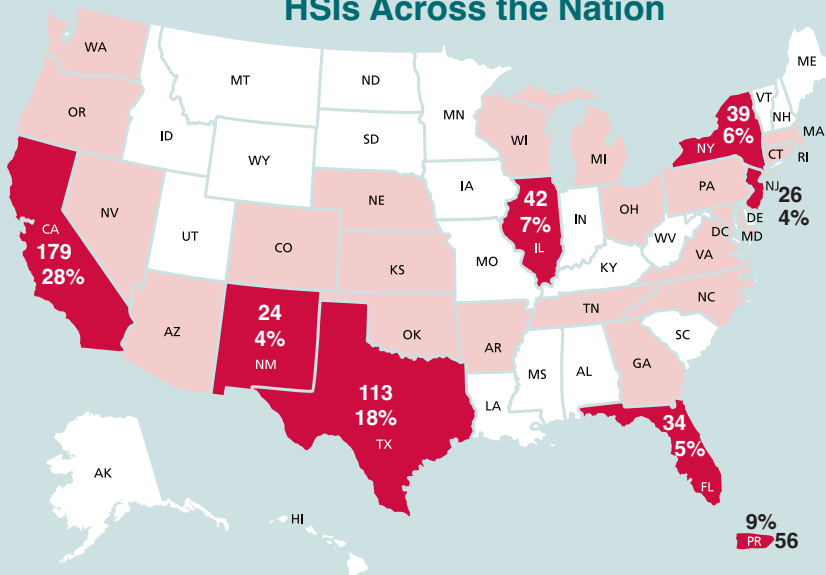 HSIs Across the Nation
WA
MT
ND
MN
ME
OR
ID
SD
WI
MI
VT
NH
MA
39
6%
NY
CT
RI
WY
IA
NE
PA
NJ
26
4%
NV
UT
CO
42
7%
IL
IN
OH
DE
MD
DC
WV
VA
CA
179
28%
KS
MO
KY
NC
TN
AZ
24
4%
NM
OK
AR
SC
113
18%
TX
LA
MS
AL
GA
34
5%
FL
AK
HI
9%
PR
56